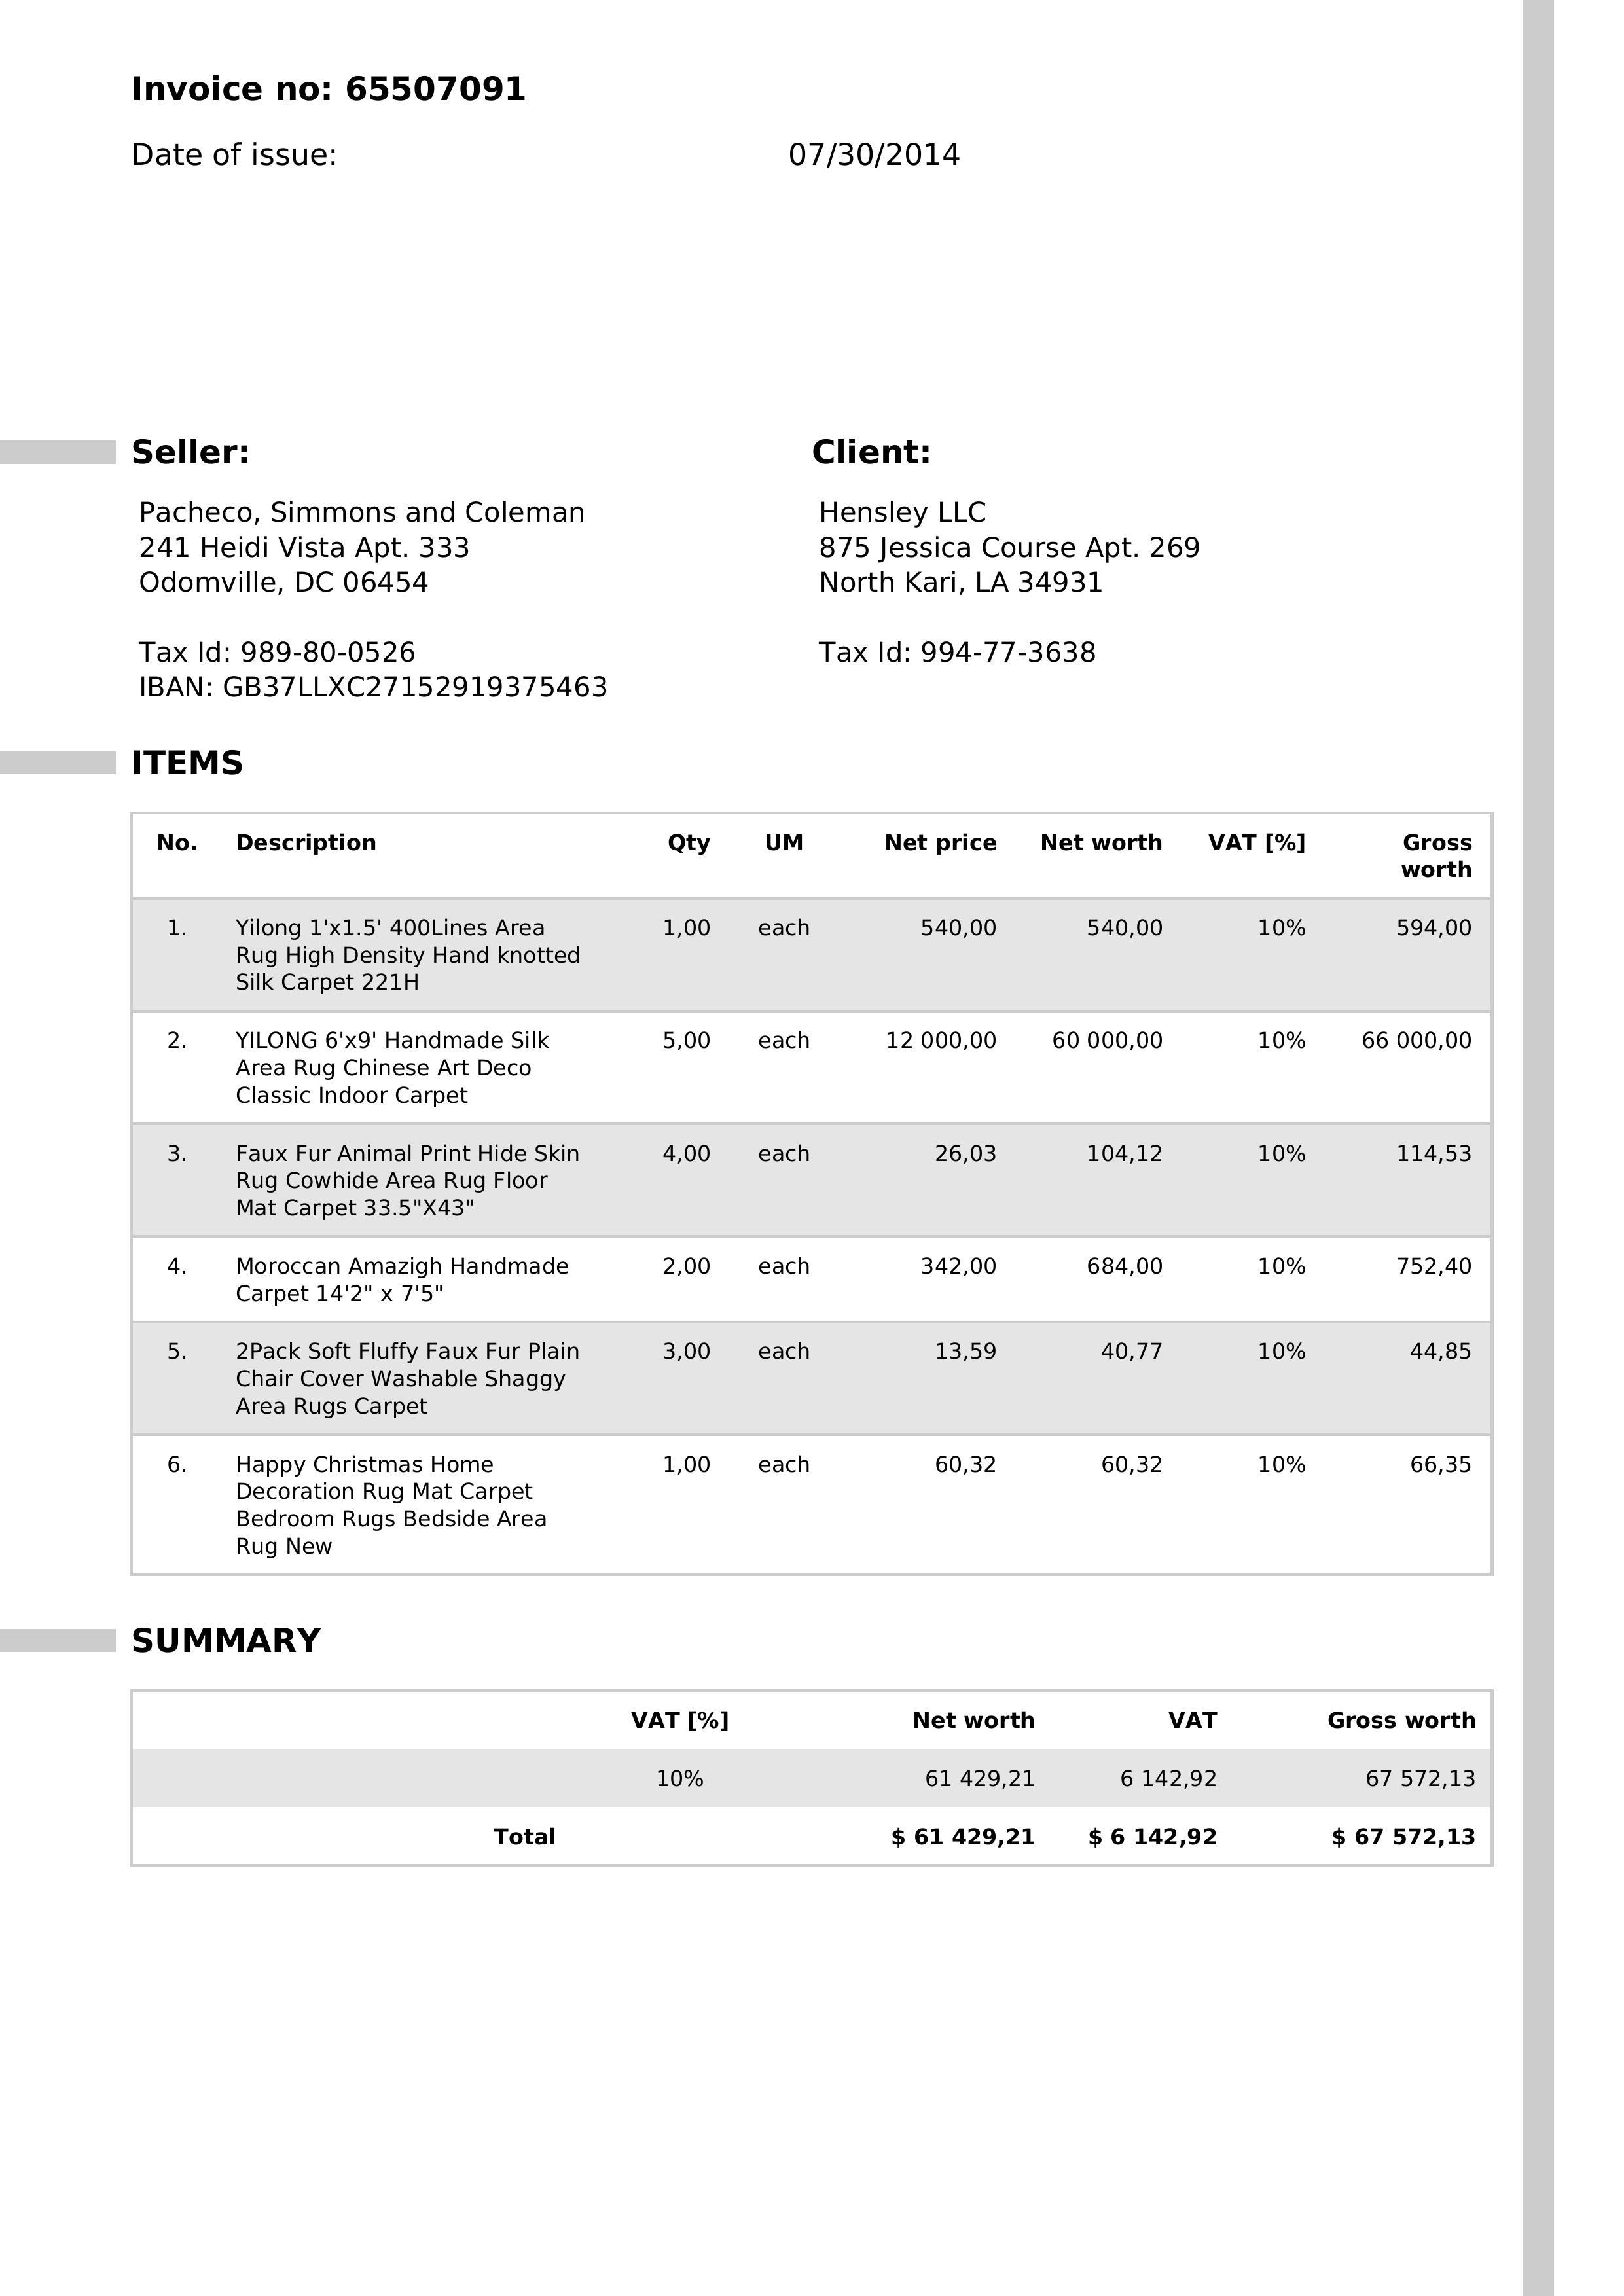 Invoice no: 65507091
Date of issue: 07/30/2014
Seller:
Pacheco, Simmons and Coleman
241 Heidi Vista Apt. 333
Odomville, DC 06454
Tax Id: 989-80-0526
IBAN: GB37LLXC27152919375463
Client:
Hensley LLC
875 Jessica Course Apt. 269
North Kari, LA 34931
Tax Id: 994-77-3638
ITEMS
No. Description Qty UM Net price Net worth VAT [%] Gross
worth
1. Yilong 1'x1.5' 400Lines Area 1,00 each 540,00 540,00 10% 594,00
Rug High Density Hand knotted
Silk Carpet 221H
2. YILONG 6'x9' Handmade Silk 5,00 each 12 000,00 60 000,00 10% 66 000,00
Area Rug Chinese Art Deco
Classic Indoor Carpet
3. Faux Fur Animal Print Hide Skin 4,00 each 26,03 104,12 10% 114,53
Rug Cowhide Area Rug Floor
Mat Carpet 33.5"X43"
4. Moroccan Amazigh Handmade 2,00 each 342,00 684,00 10% 752,40
Carpet 14'2" x 7'5"
5. 2Pack Soft Fluffy Faux Fur Plain 3,00 each 13,59 40,77 10% 44,85
Chair Cover Washable Shaggy
Area Rugs Carpet
6. Happy Christmas Home 1,00 each 60,32 60,32 10% 66,35
Decoration Rug Mat Carpet
Bedroom Rugs Bedside Area
Rug New
SUMMARY
VAT [%] Net worth VAT Gross worth
10% 61 429,21 6 142,92 67 572,13
Total $ 61 429,21 $ 6 142,92 $ 67 572,13